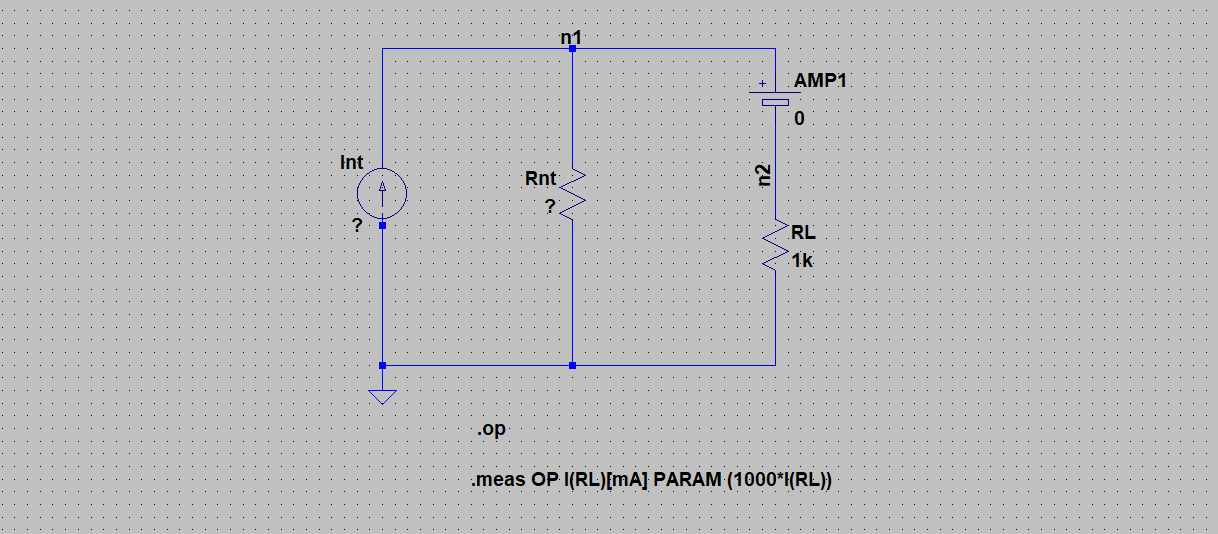 n1
+
AMP1
0
Int
?
Rnt
?
n2
RL
1k
.op
.meas OP I(RL)[mA] PARAM (1000*I(RL))